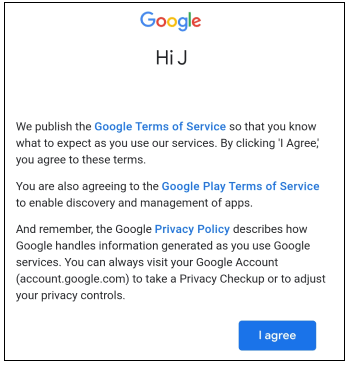 Google
Hi J
We publish the Google Terms of Service so that you know
what to expect as you use our services. By clicking 'I Agree,'
you agree to these terms.
You are also agreeing to the Google Play Terms of Service
to enable discovery and management of apps.
And remember, the Google Privacy Policy describes how
Google handles information generated as you use Google
services. You can always visit your Google Account
(account.google.com) to take a Privacy Checkup or to adjust
your privacy controls.
I agree